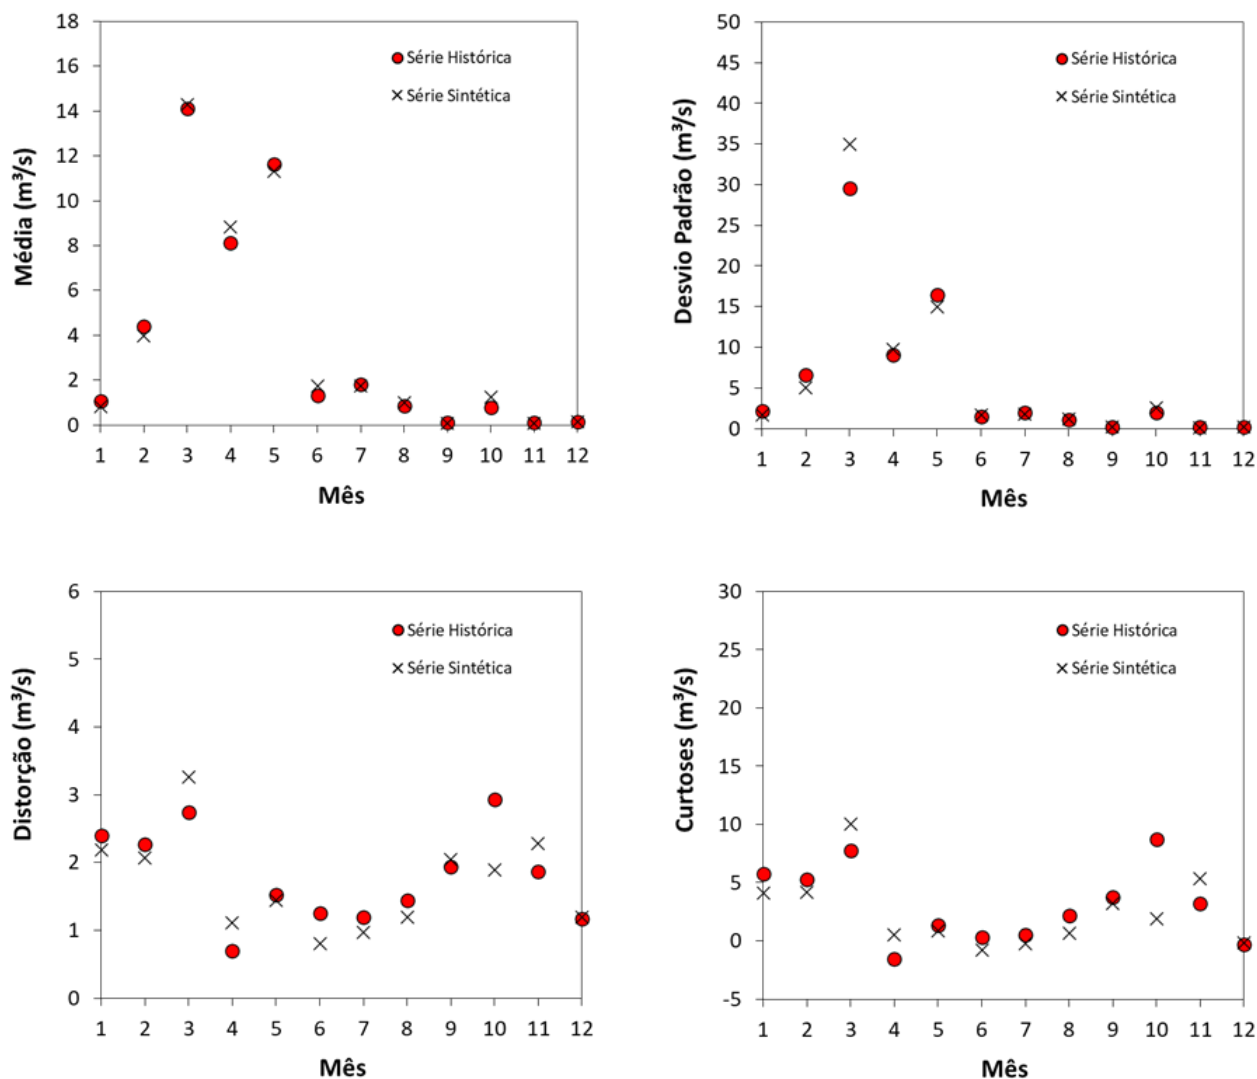 Média (m³/s)
18
16
14
12
10
8
6
4
2
0
Série Histórica
Série Sintética
1 2 3 4 5 6 7 8 9 10 11 12
Mês
Desvio Padrão (m³/s)
50
45
40
35
30
25
20
15
10
5
0
Série Histórica
Série Sintética
1 2 3 4 5 6 7 8 9 10 11 12
Mês
Distorção (m³/s)
6
5
4
3
2
1
0
Série Histórica
Série Sintética
1 2 3 4 5 6 7 8 9 10 11 12
Mês
Curtoses (m³/s)
30
25
20
15
10
5
0
-5
Série Histórica
Série Sintética
1 2 3 4 5 6 7 8 9 10 11 12
Mês